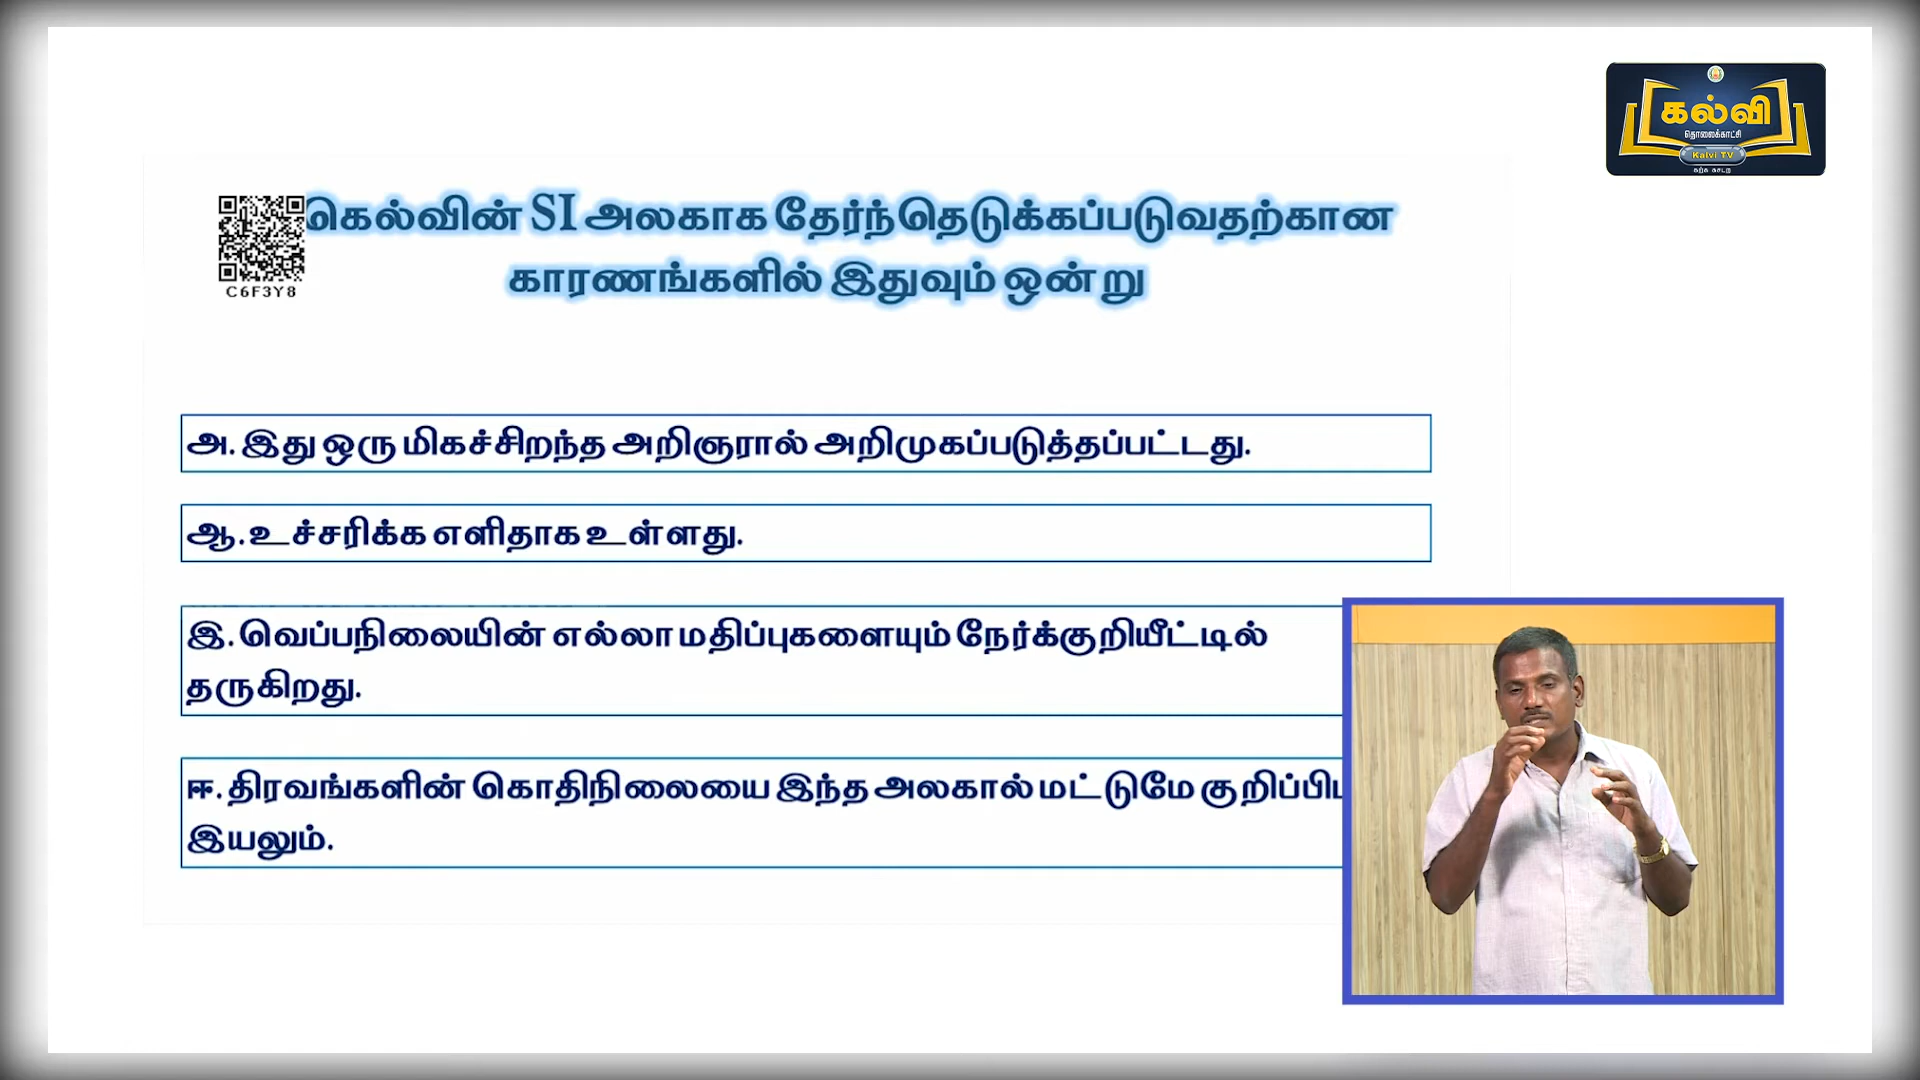 கல்வி
தொலைக்காட்சி
Kalvi TV
கற்க கசடற
கெல்வின் SI அலகாக தேர்ந்தெடுக்கப்படுவதற்கான
காரணங்களில் இதுவும் ஒன்று
C6F3Y8
அ. இது ஒரு மிகச்சிறந்த அறிஞரால் அறிமுகப்படுத்தப்பட்டது.
ஆ. உச்சரிக்க எளிதாக உள்ளது.
இ. வெப்பநிலையின் எல்லா மதிப்புகளையும் நேர்க்குறியீட்டில்
தருகிறது.
ஈ. திரவங்களின் கொதிநிலையை இந்த அலகால் மட்டுமே
இயலும்.